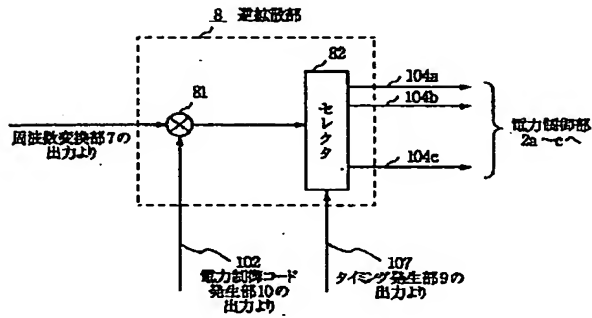 8 逆拡散部
82
81
セレクタ
104a
104b
104c
周波数変換部7の
出力より
電力制御部
2a～cへ
102
電力制御コード
発生部10の
出力より
107
タイミング発生部9の
出力より